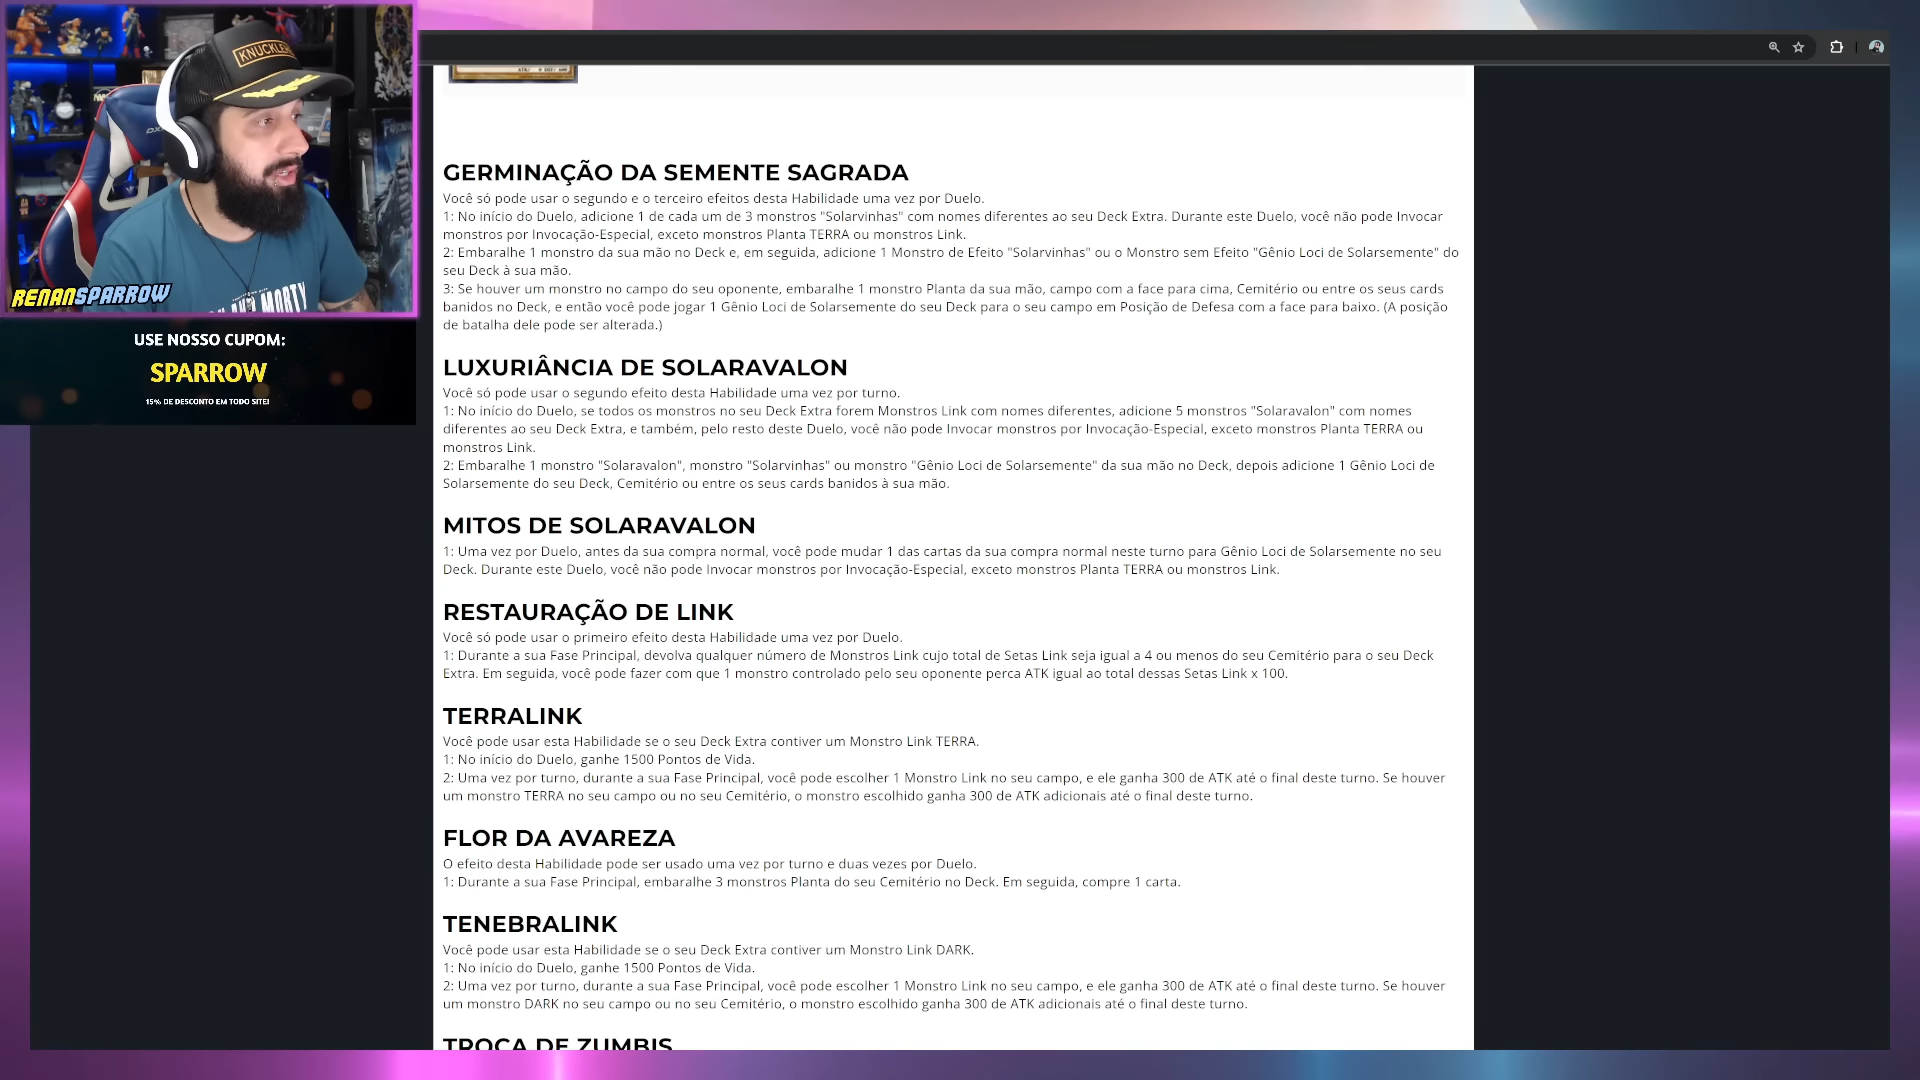 KNUCKLE
RENANSPARROW
USE NOSSO CUPOM:
SPARROW
15% DE DESCONTO EM TODO SITE!
GERMINAÇÃO DA SEMENTE SAGRADA
Você só pode usar o segundo e o terceiro efeitos desta Habilidade uma vez por Duelo.
1: No início do Duelo, adicione 1 de cada um de 3 monstros "Solarvinhas" com nomes diferentes ao seu Deck Extra. Durante este Duelo, você não pode Invocar
monstros por Invocação-Especial, exceto monstros Planta TERRA ou monstros Link.
2: Embaralhe 1 monstro da sua mão no Deck e, em seguida, adicione 1 Monstro de Efeito "Solarvinhas" ou o Monstro sem Efeito "Gênio Loci de Solarsemente" do
seu Deck à sua mão.
3: Se houver um monstro no campo do seu oponente, embaralhe 1 monstro Planta da sua mão, campo com a face para cima, Cemitério ou entre os seus cards
banidos no Deck, e então você pode jogar 1 Gênio Loci de Solarsemente do seu Deck para o seu campo em Posição de Defesa com a face para baixo. (A posição
de batalha dele pode ser alterada.)
LUXURIÂNCIA DE SOLARAVALON
Você só pode usar o segundo efeito desta Habilidade uma vez por turno.
1: No início do Duelo, se todos os monstros no seu Deck Extra forem Monstros Link com nomes diferentes, adicione 5 monstros "Solaravalon" com nomes
diferentes ao seu Deck Extra, e também, pelo resto deste Duelo, você não pode Invocar monstros por Invocação-Especial, exceto monstros Planta TERRA ou
monstros Link.
2: Embaralhe 1 monstro "Solaravalon", monstro "Solarvinhas" ou monstro "Gênio Loci de Solarsemente" da sua mão no Deck, depois adicione 1 Gênio Loci de
Solarsemente do seu Deck, Cemitério ou entre os seus cards banidos à sua mão.
MITOS DE SOLARAVALON
1: Uma vez por Duelo, antes da sua compra normal, você pode mudar 1 das cartas da sua compra normal neste turno para Gênio Loci de Solarsemente no seu
Deck. Durante este Duelo, você não pode Invocar monstros por Invocação-Especial, exceto monstros Planta TERRA ou monstros Link.
RESTAURAÇÃO DE LINK
Você só pode usar o primeiro efeito desta Habilidade uma vez por Duelo.
1: Durante a sua Fase Principal, devolva qualquer número de Monstros Link cujo total de Setas Link seja igual a 4 ou menos do seu Cemitério para o seu Deck
Extra. Em seguida, você pode fazer com que 1 monstro controlado pelo seu oponente perca ATK igual ao total dessas Setas Link x 100.
TERRALINK
Você pode usar esta Habilidade se o seu Deck Extra contiver um Monstro Link TERRA.
1: No início do Duelo, ganhe 1500 Pontos de Vida.
2: Uma vez por turno, durante a sua Fase Principal, você pode escolher 1 Monstro Link no seu campo, e ele ganha 300 de ATK até o final deste turno. Se houver
um monstro TERRA no seu campo ou no seu Cemitério, o monstro escolhido ganha 300 de ATK adicionais até o final deste turno.
FLOR DA AVAREZA
O efeito desta Habilidade pode ser usado uma vez por turno e duas vezes por Duelo.
1: Durante a sua Fase Principal, embaralhe 3 monstros Planta do seu Cemitério no Deck. Em seguida, compre 1 carta.
TENEBRALINK
Você pode usar esta Habilidade se o seu Deck Extra contiver um Monstro Link DARK.
1: No início do Duelo, ganhe 1500 Pontos de Vida.
2: Uma vez por turno, durante a sua Fase Principal, você pode escolher 1 Monstro Link no seu campo, e ele ganha 300 de ATK até o final deste turno. Se houver
um monstro DARK no seu campo ou no seu Cemitério, o monstro escolhido ganha 300 de ATK adicionais até o final deste turno.
TROCA DE ZUMBIS